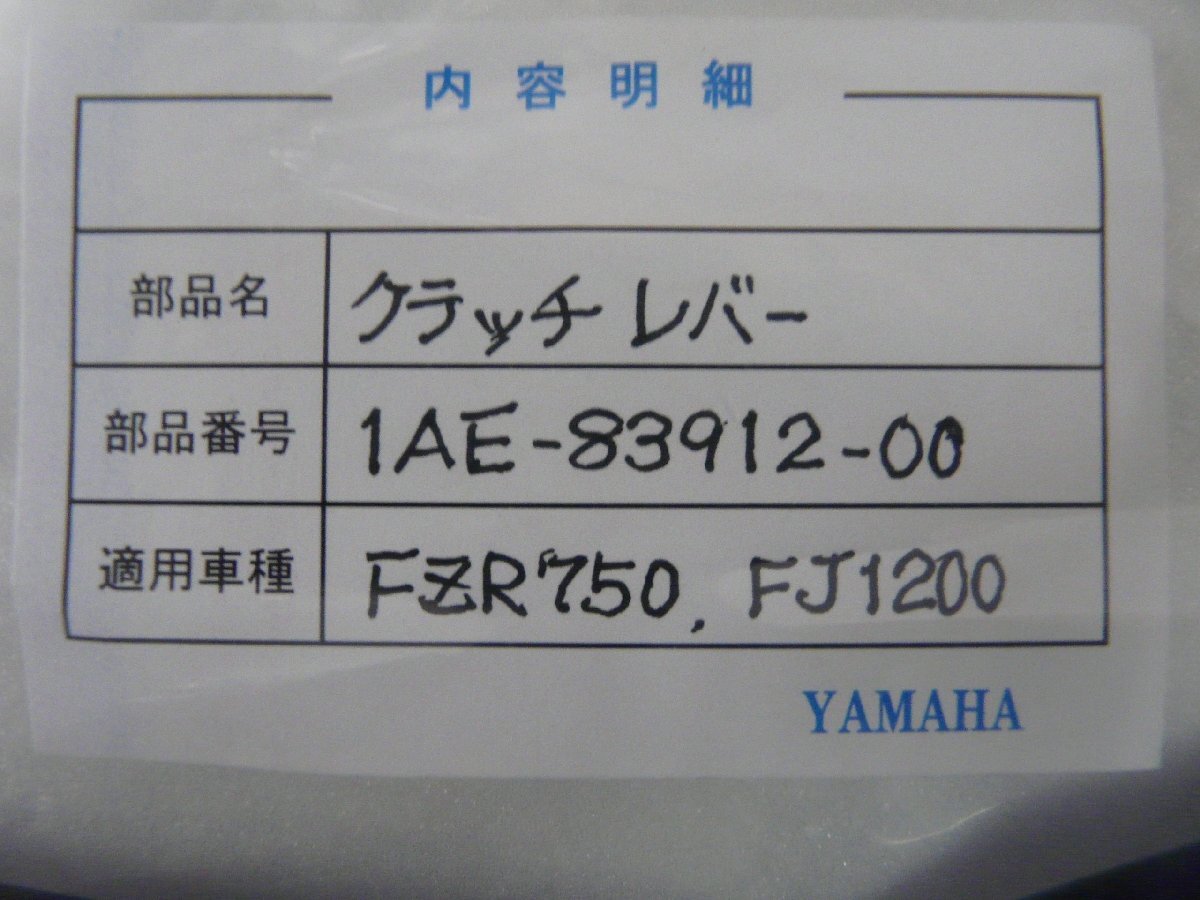 内容明細
部品名 クラッチレバー
部品番号 1AE-83912-00
適用車種 FZR750, FJ1200
YAMAHA